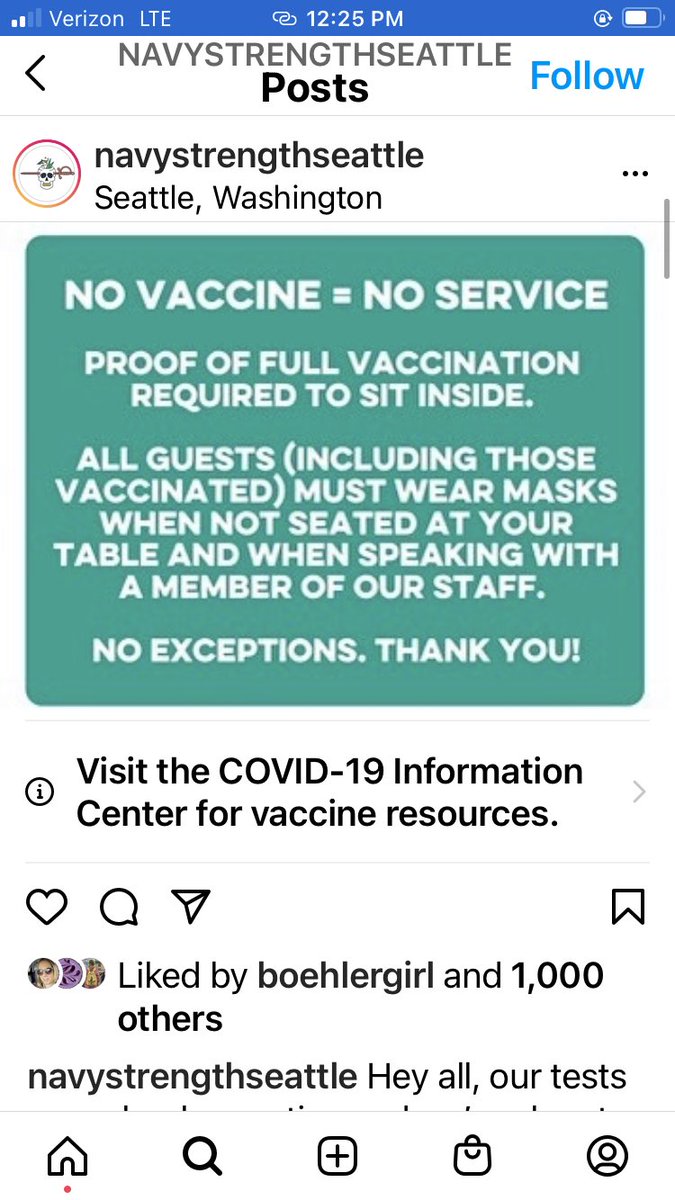 Verizon LTE 12:25 PM
NAVYSTRENGTHSEATTLE
Posts
Follow
navystrengthseattle
Seattle, Washington
NO VACCINE = NO SERVICE
PROOF OF FULL VACCINATION
REQUIRED TO SIT INSIDE.
ALL GUESTS (INCLUDING THOSE
VACCINATED) MUST WEAR MASKS
WHEN NOT SEATED AT YOUR
TABLE AND WHEN SPEAKING WITH
A MEMBER OF OUR STAFF.
NO EXCEPTIONS. THANK YOU!
Visit the COVID-19 Information
Center for vaccine resources.
Liked by boehlergirl and 1,000
others
navystrengthseattle Hey all, our tests